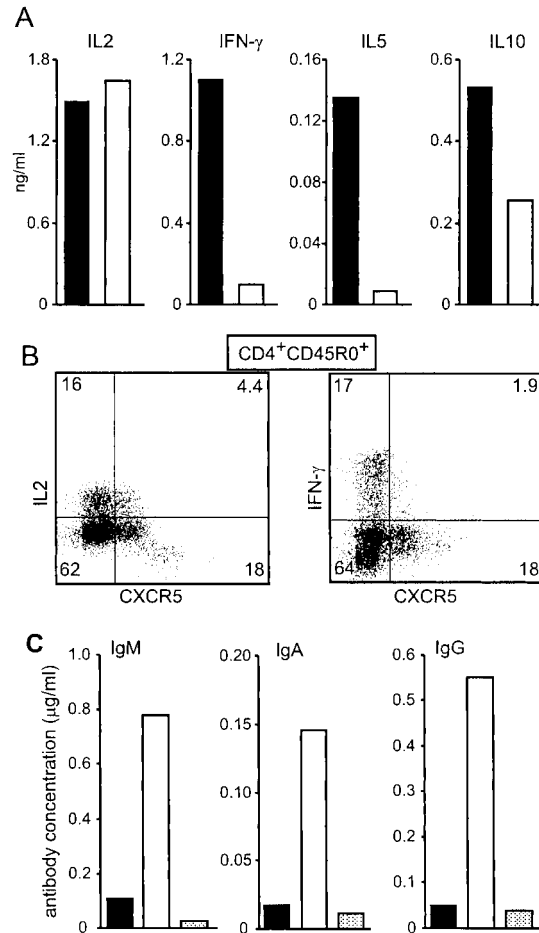 A
IL2 IFN-γ IL5 IL10
ng/ml
1.8 1.2 0.16 0.6
1.2 0.8 0.12 0.4
0.6 0.4 0.08 0.2
0 0 0.04 0
0
B
CD4+CD45R0+
16 4.4 17 1.9
IL2 IFN-γ
62 18 64 18
CXCR5 CXCR5
C
IgM IgA IgG
antibody concentration (μg/ml)
1.0 0.20 0.6
0.8 0.15 0.5
0.6 0.10 0.4
0.4 0.05 0.3
0.2 0 0.2
0 0.1
0